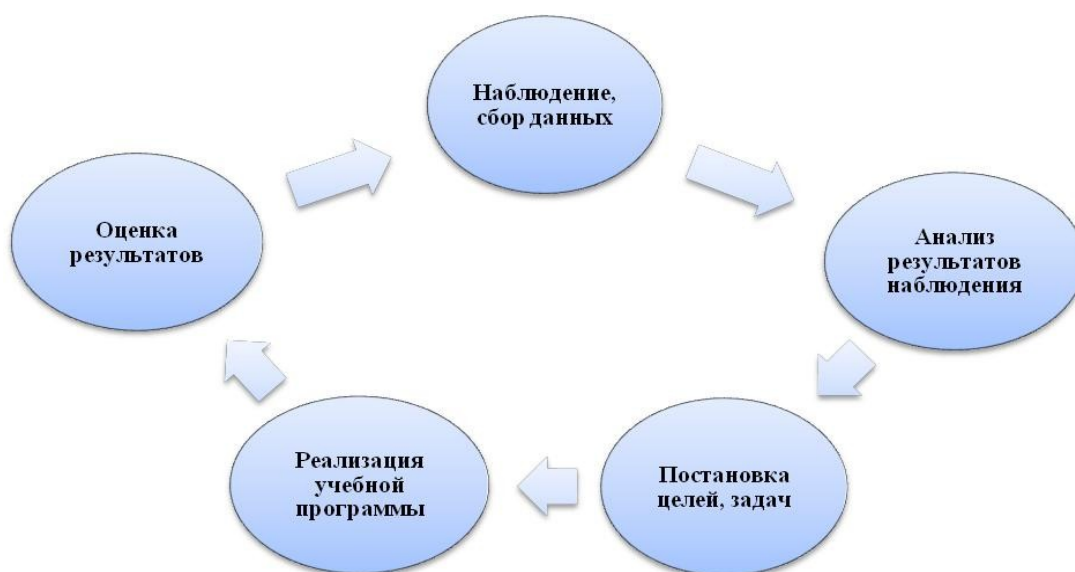 Наблюдение,
сбор данных
Анализ
результатов
наблюдения
Постановка
целей, задач
Реализация
учебной
программы
Оценка
результатов